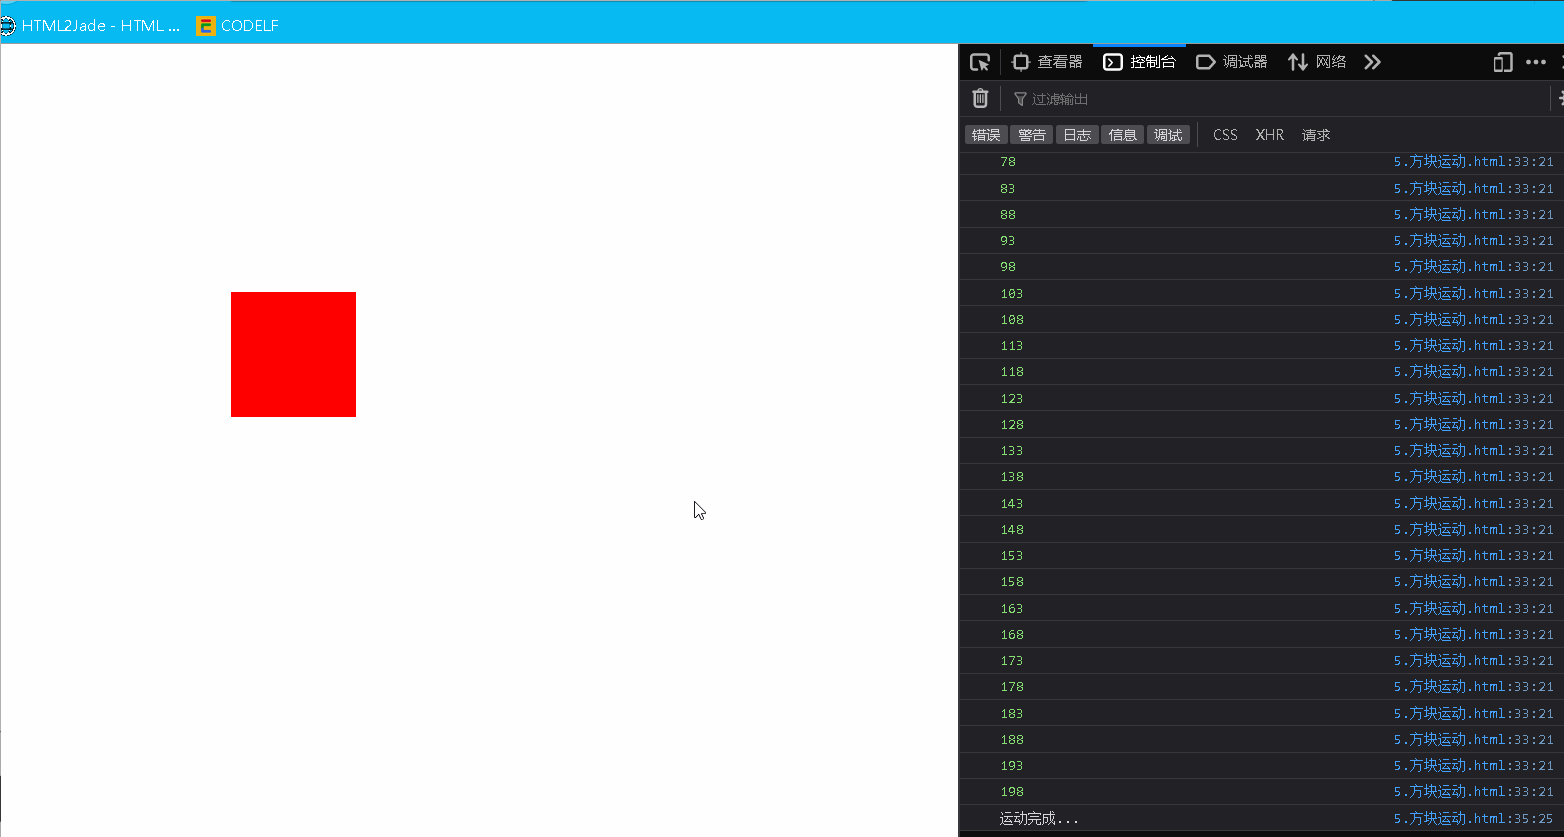 HTML2Jade - HTML ... CODELF
查看器 控制台 调试器 网络
过滤输出
错误 警告 日志 信息 调试 CSS XHR 请求
78 5.方块运动.html:33:21
83 5.方块运动.html:33:21
88 5.方块运动.html:33:21
93 5.方块运动.html:33:21
98 5.方块运动.html:33:21
103 5.方块运动.html:33:21
108 5.方块运动.html:33:21
113 5.方块运动.html:33:21
118 5.方块运动.html:33:21
123 5.方块运动.html:33:21
128 5.方块运动.html:33:21
133 5.方块运动.html:33:21
138 5.方块运动.html:33:21
143 5.方块运动.html:33:21
148 5.方块运动.html:33:21
153 5.方块运动.html:33:21
158 5.方块运动.html:33:21
163 5.方块运动.html:33:21
168 5.方块运动.html:33:21
173 5.方块运动.html:33:21
178 5.方块运动.html:33:21
183 5.方块运动.html:33:21
188 5.方块运动.html:33:21
193 5.方块运动.html:33:21
198 5.方块运动.html:33:21
运动完成... 5.方块运动.html:35:25